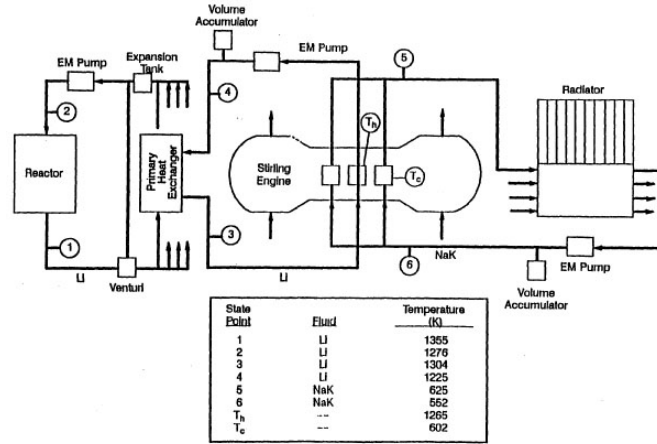 Volume
Accumulator
EM Pump
Expansion
Tank
EM Pump
5
Radiator
2
4
Th
Reactor
Primary
Heat
Exchanger
Stirling
Engine
Tc
1
3
6
NaK
Li
Venturi
Li
EM Pump
Volume
Accumulator
State Point Fluid Temperature (K)
1 Li 1355
2 Li 1276
3 Li 1304
4 Li 1225
5 NaK 625
6 NaK 552
Th -- 1265
Tc -- 602